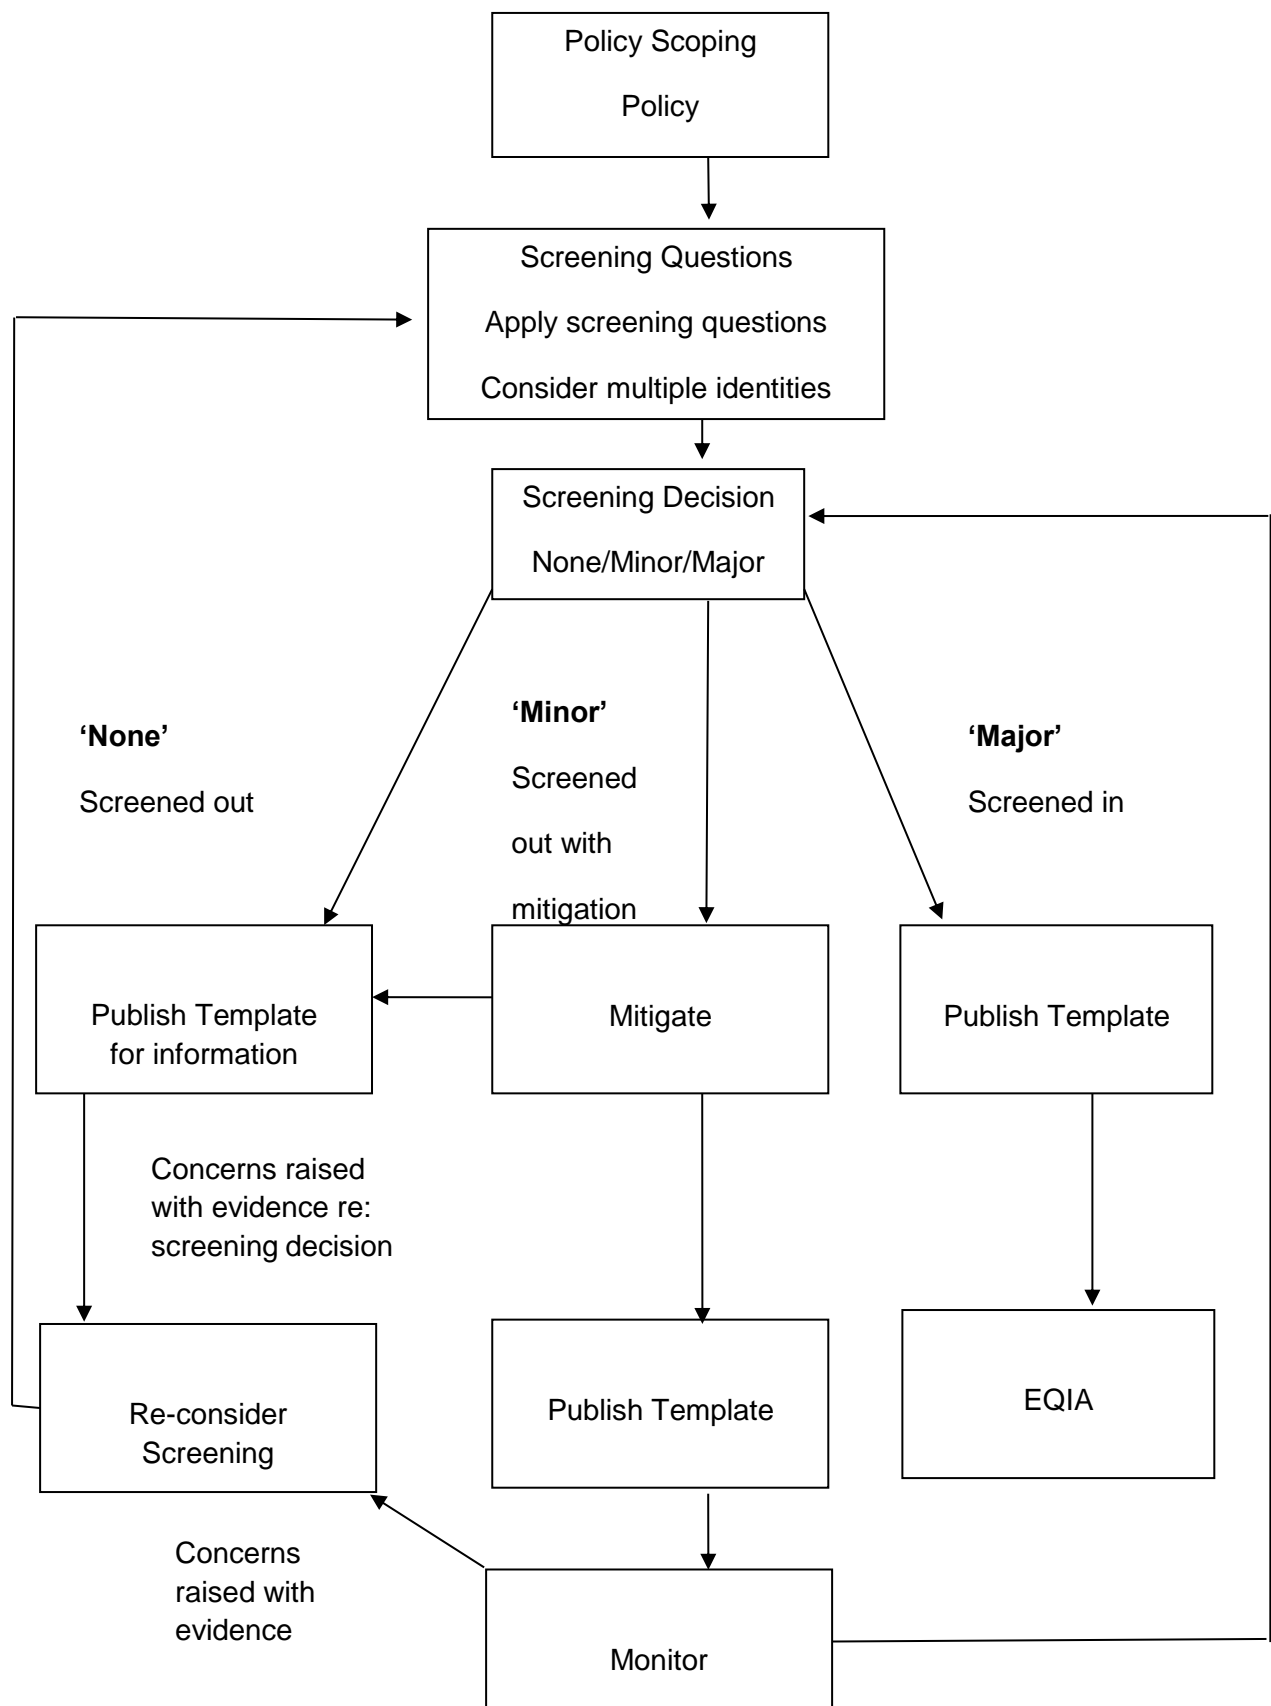 Policy Scoping
Policy
Screening Questions
Apply screening questions
Consider multiple identities
Screening Decision
None/Minor/Major
‘None’
Screened out
‘Minor’
Screened
out with
mitigation
‘Major’
Screened in
Publish Template
for information
Mitigate
Publish Template
Concerns raised
with evidence re:
screening decision
Re-consider
Screening
Publish Template
EQIA
Concerns
raised with
evidence
Monitor